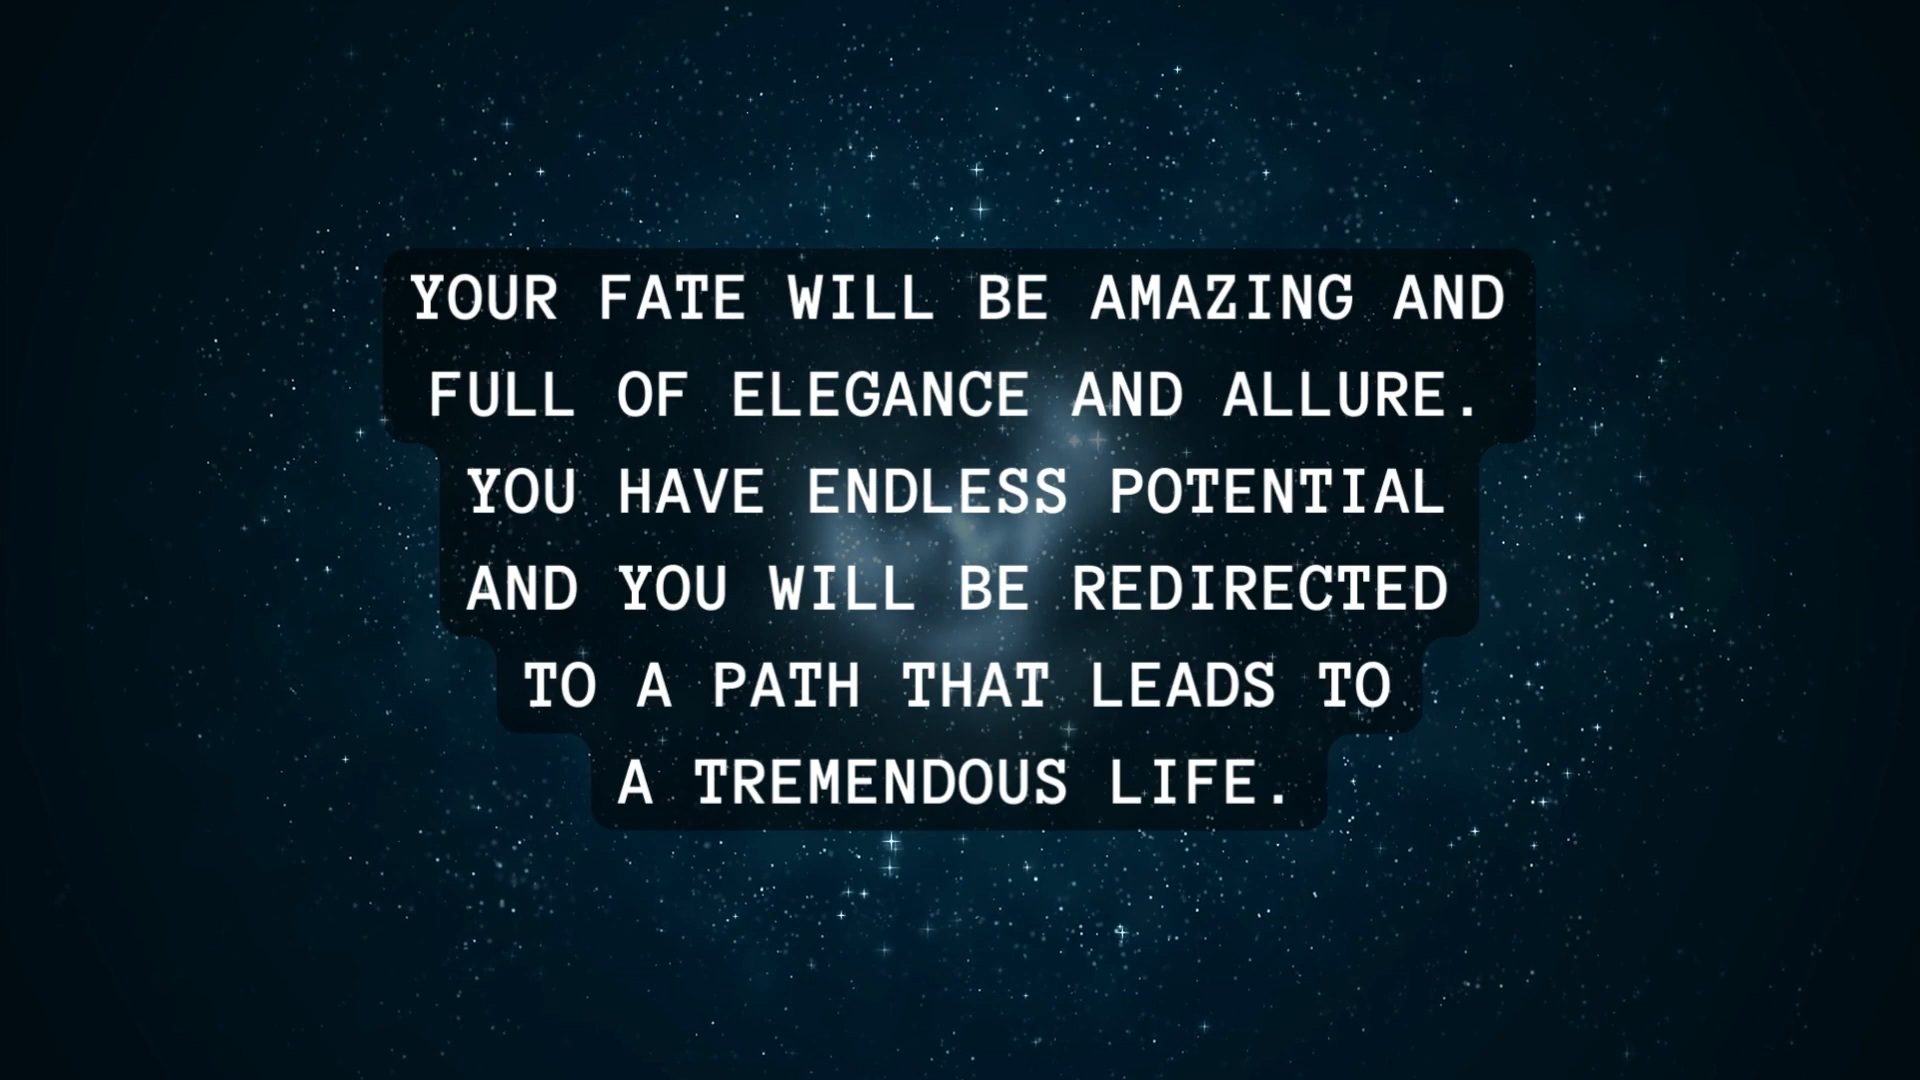 YOUR FATE WILL BE AMAZING AND
FULL OF ELEGANCE AND ALLURE.
YOU HAVE ENDLESS POTENTIAL
AND YOU WILL BE REDIRECTED
TO A PATH THAT LEADS TO
A TREMENDOUS LIFE.